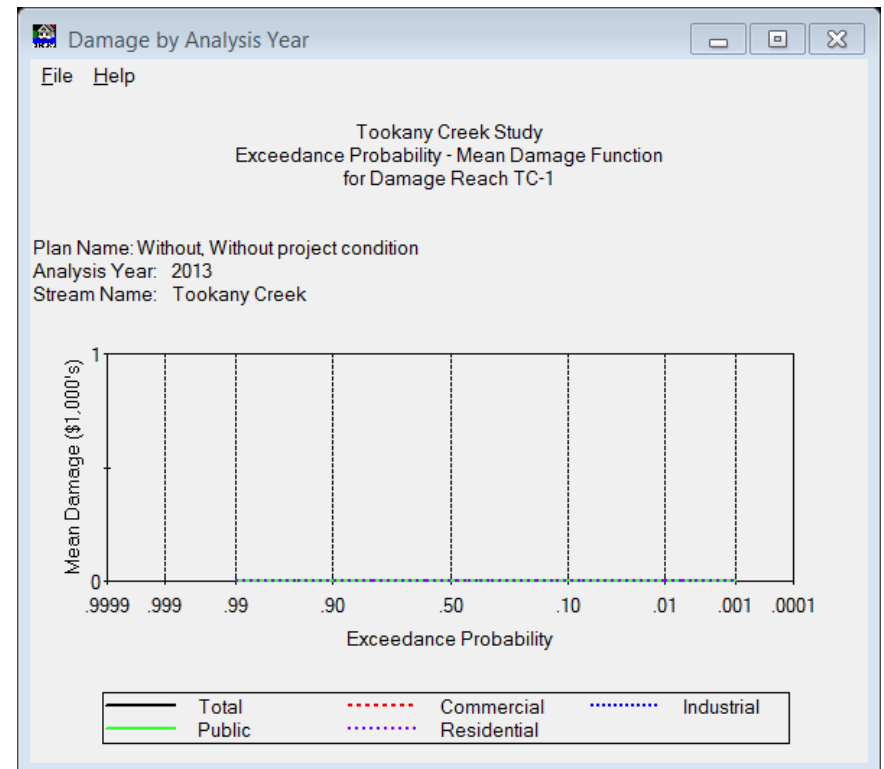 Damage by Analysis Year
File Help
Tookany Creek Study
Exceedance Probability - Mean Damage Function
for Damage Reach TC-1
Plan Name: Without, Without project condition
Analysis Year: 2013
Stream Name: Tookany Creek
1
Mean Damage ($1,000's)
0
.9999 .999 .99 .90 .50 .10 .01 .001 .0001
Exceedance Probability
Total Commercial Industrial
Public Residential